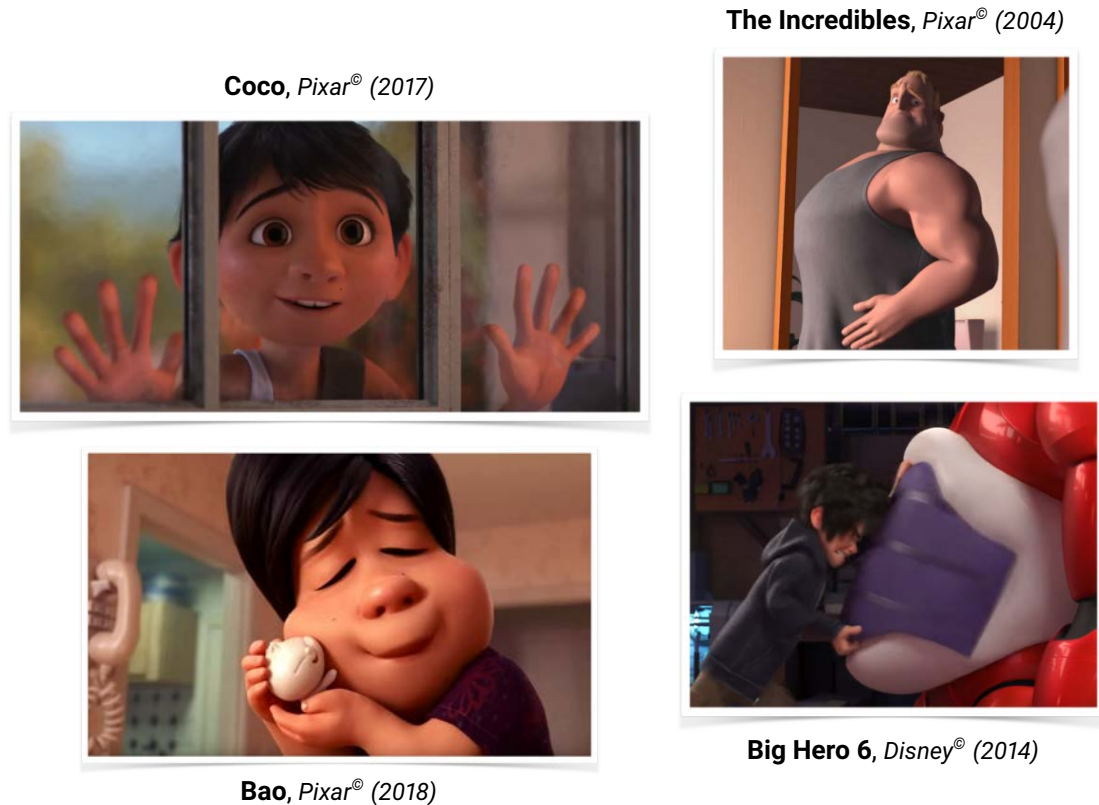 The Incredibles, Pixar© (2004)
Coco, Pixar© (2017)
Big Hero 6, Disney© (2014)
Bao, Pixar© (2018)